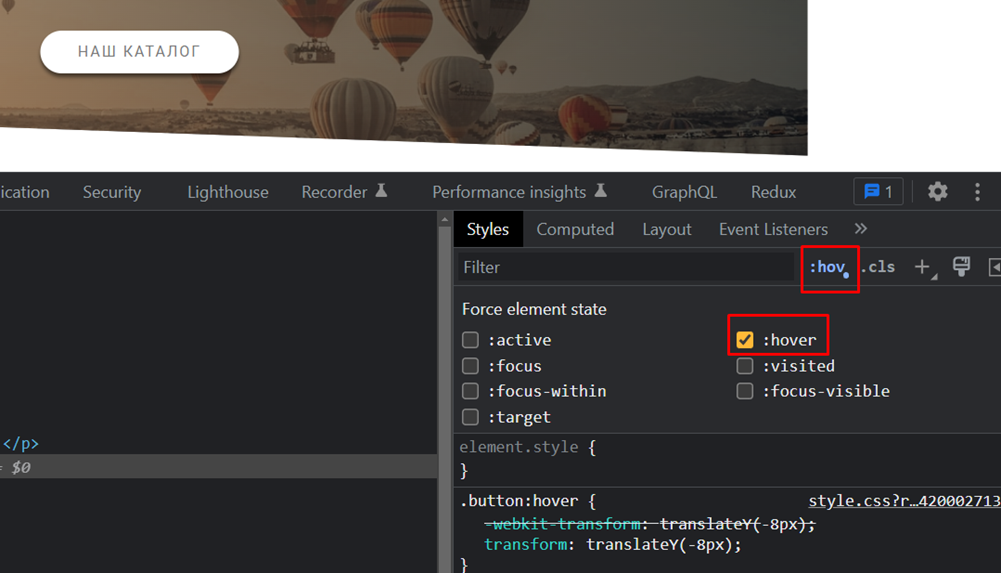 НАШ КАТАЛОГ
ication Security Lighthouse Recorder Performance insights GraphQL Redux 1
Styles Computed Layout Event Listeners »
Filter :hov .cls +
Force element state
:active :hover
:focus :visited
:focus-within :focus-visible
:target
</p>
element.style {
$0
}
.button:hover { style.css?r…420002713
-webkit-transform: translateY(-8px);
transform: translateY(-8px);
}